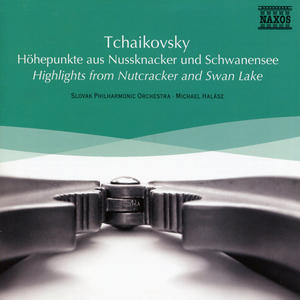 NAXOS
Tchaikovsky
Höhepunkte aus Nussknacker und Schwanensee
Highlights from Nutcracker and Swan Lake
Slovak Philharmonic Orchestra · Michael Halász